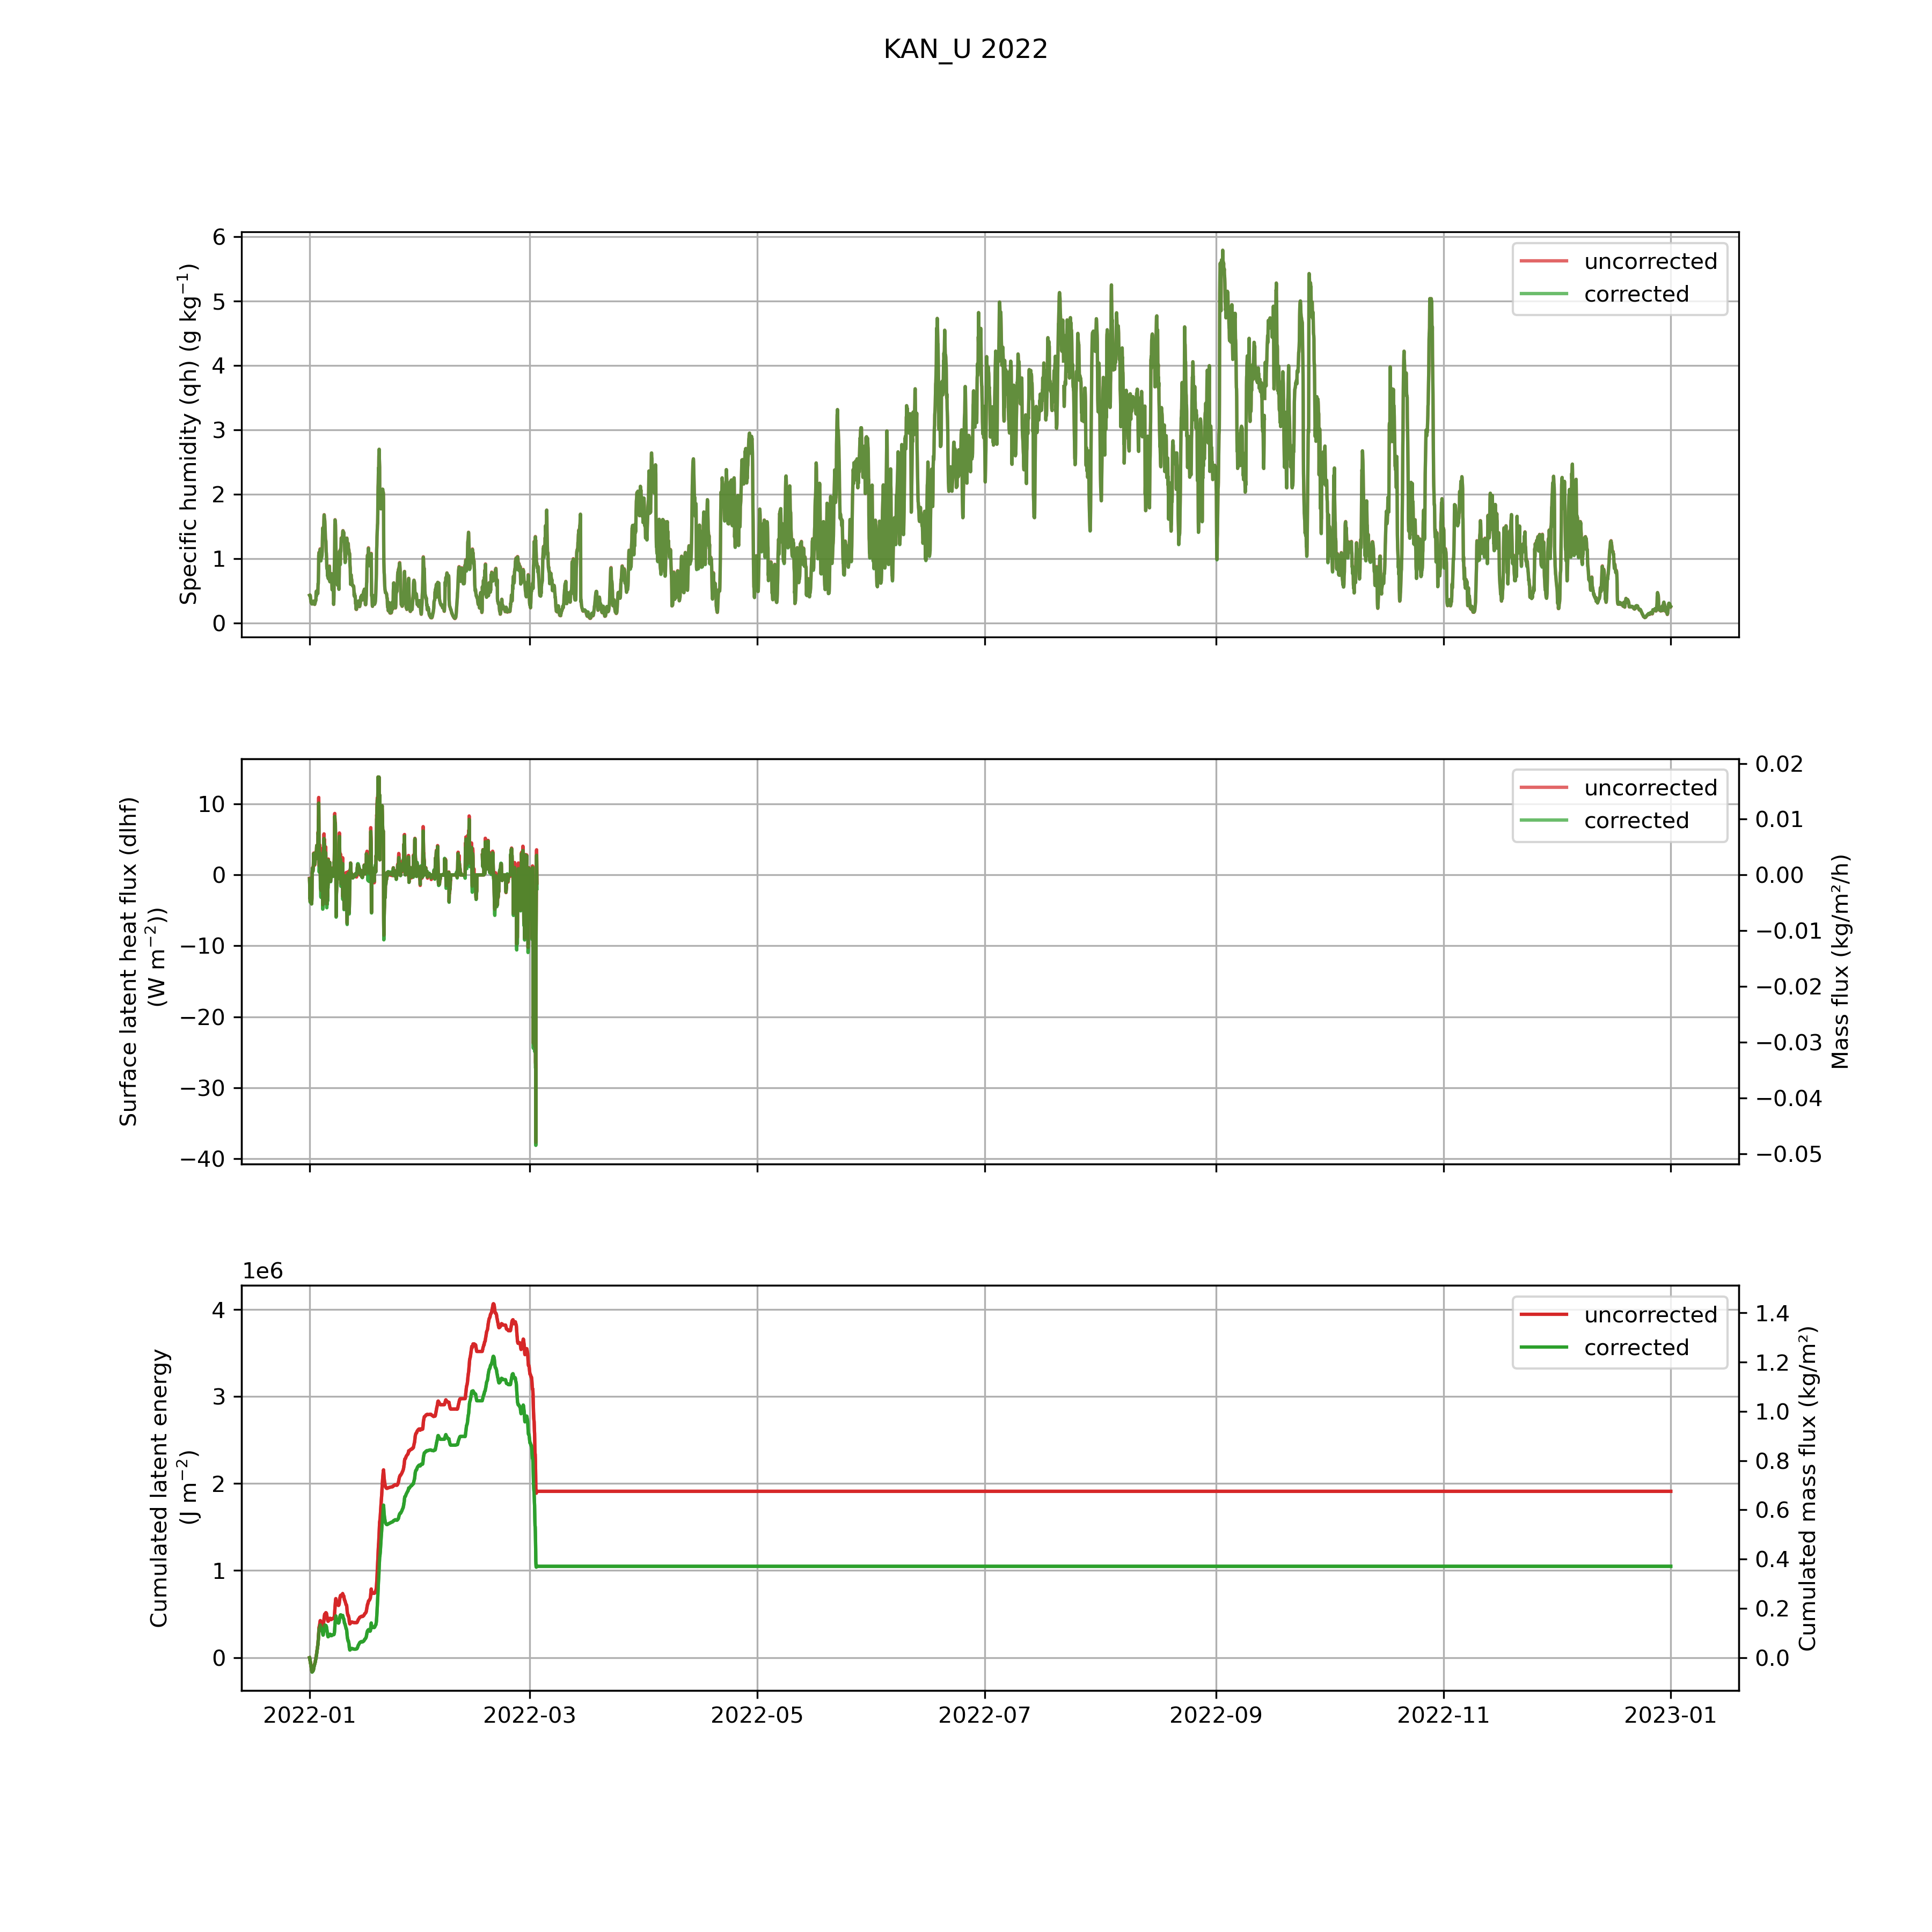 KAN_U 2022
Specific humidity (qh) (g kg⁻¹)
6
5
4
3
2
1
0
uncorrected
corrected
Surface latent heat flux (dlhf)
(W m⁻²))
10
0
−10
−20
−30
−40
uncorrected
corrected
0.02
0.01
0.00
−0.01
−0.02
−0.03
−0.04
−0.05
Mass flux (kg/m²/h)
1e6
Cumulated latent energy
(J m⁻²)
4
3
2
1
0
uncorrected
corrected
1.4
1.2
1.0
0.8
0.6
0.4
0.2
0.0
Cumulated mass flux (kg/m²)
2022-01
2022-03
2022-05
2022-07
2022-09
2022-11
2023-01